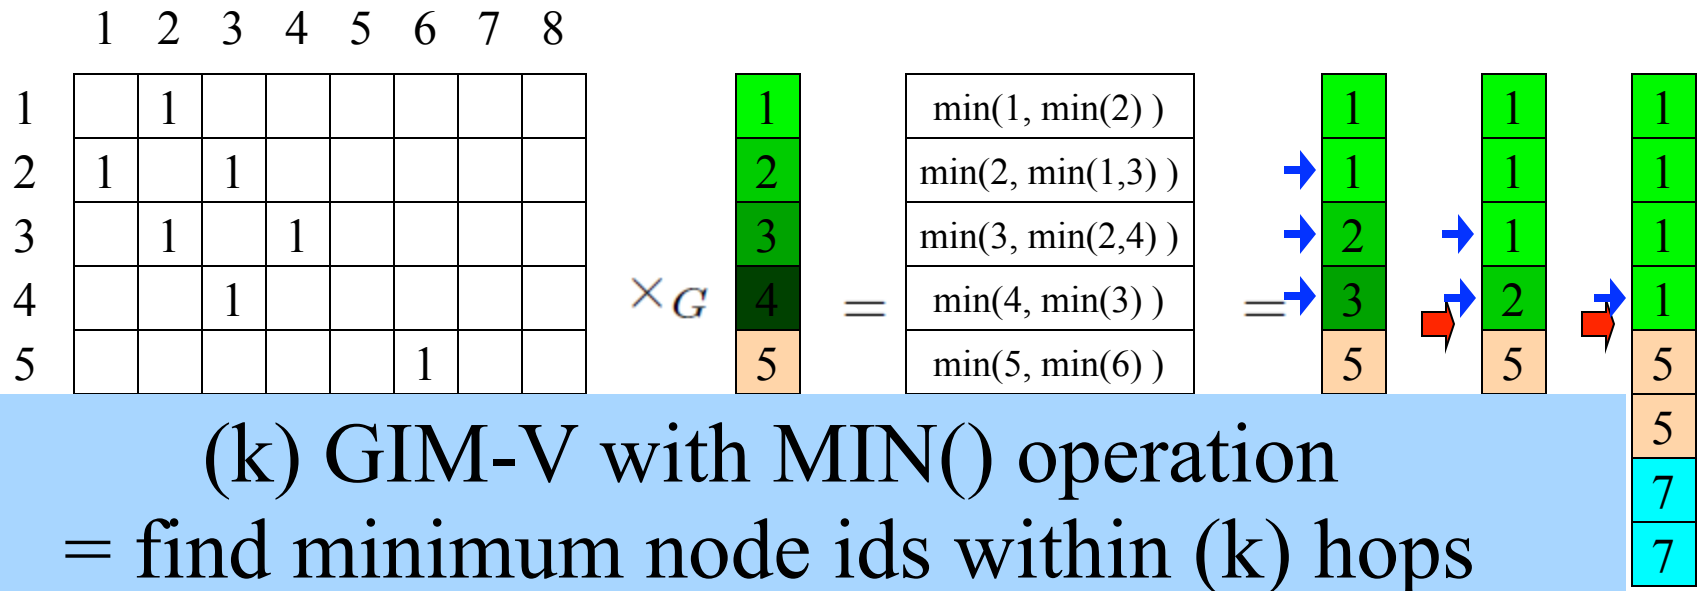 1 2 3 4 5 6 7 8
1 1 1 min(1, min(2) ) 1 1 1
2 1 1 2 min(2, min(1,3) ) 1 1 1
3 1 1 3 min(3, min(2,4) ) 2 1 1
4 1 ×G 4 = min(4, min(3) ) = 3 2 1
5 1 5 min(5, min(6) ) 5 5 5
5
(k) GIM-V with MIN() operation
7
= find minimum node ids within (k) hops
7